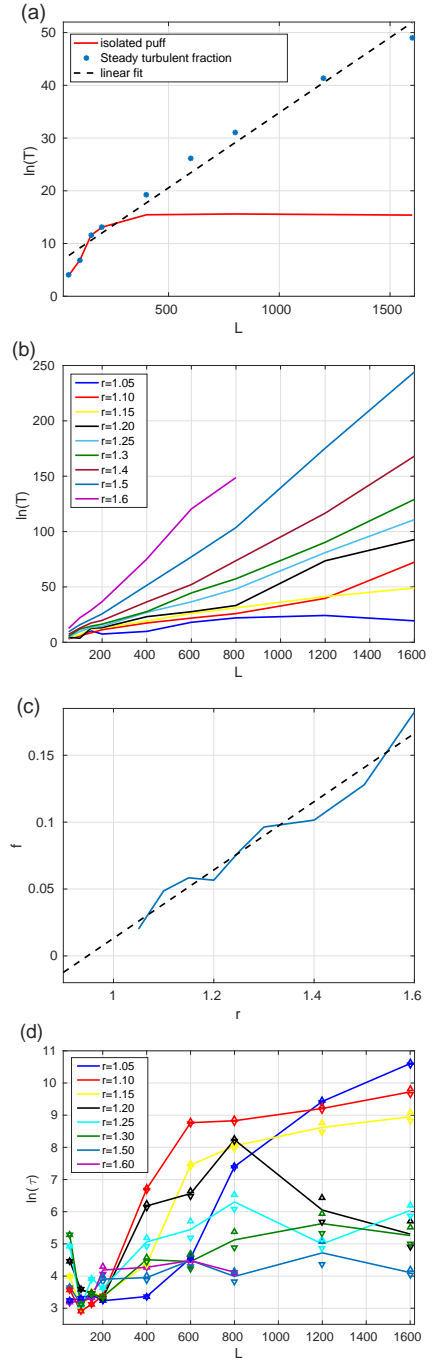 (a)
50
40
30
20
10
0
ln(T)
isolated puff
Steady turbulent fraction
linear fit
500
1000
1500
L
(b)
250
200
150
100
50
0
ln(T)
r=1.05
r=1.10
r=1.15
r=1.20
r=1.25
r=1.3
r=1.4
r=1.5
r=1.6
200
400
600
800
1000
1200
1400
1600
L
(c)
0.15
0.1
0.05
0
f
1
1.2
1.4
1.6
r
(d)
11
10
9
8
7
6
5
4
3
ln(τ)
r=1.05
r=1.10
r=1.15
r=1.20
r=1.25
r=1.30
r=1.50
r=1.60
200
400
600
800
1000
1200
1400
1600
L